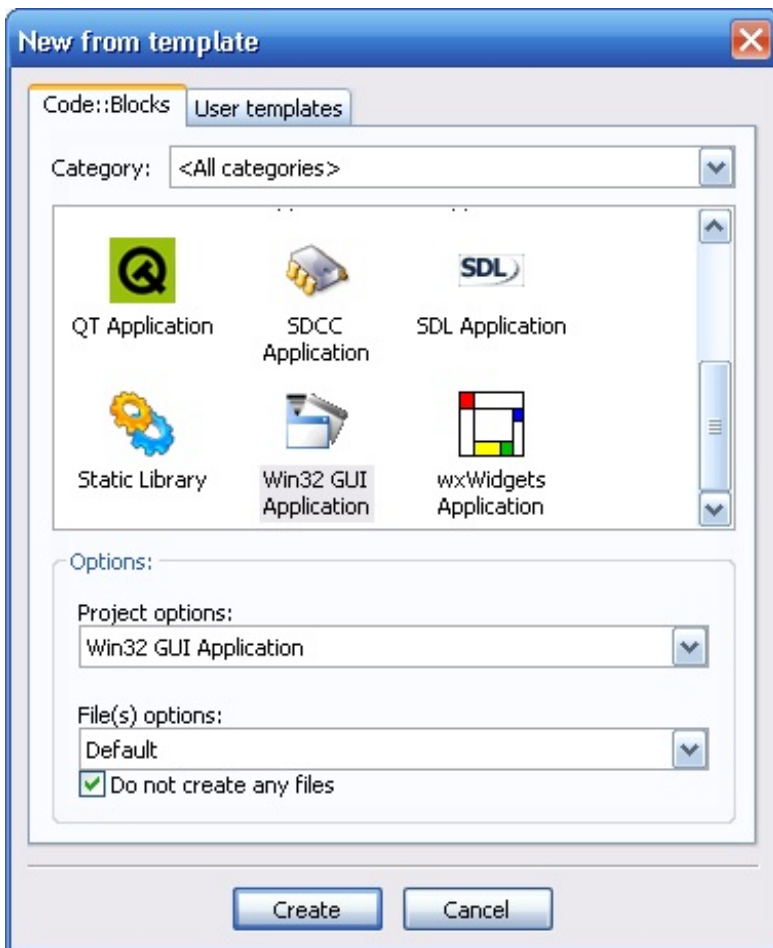 New from template
Code::Blocks User templates
Category: <All categories>
SDL
QT Application SDCC Application SDL Application
Static Library Win32 GUI Application wxWidgets Application
Options:
Project options:
Win32 GUI Application
File(s) options:
Default
Do not create any files
Create Cancel